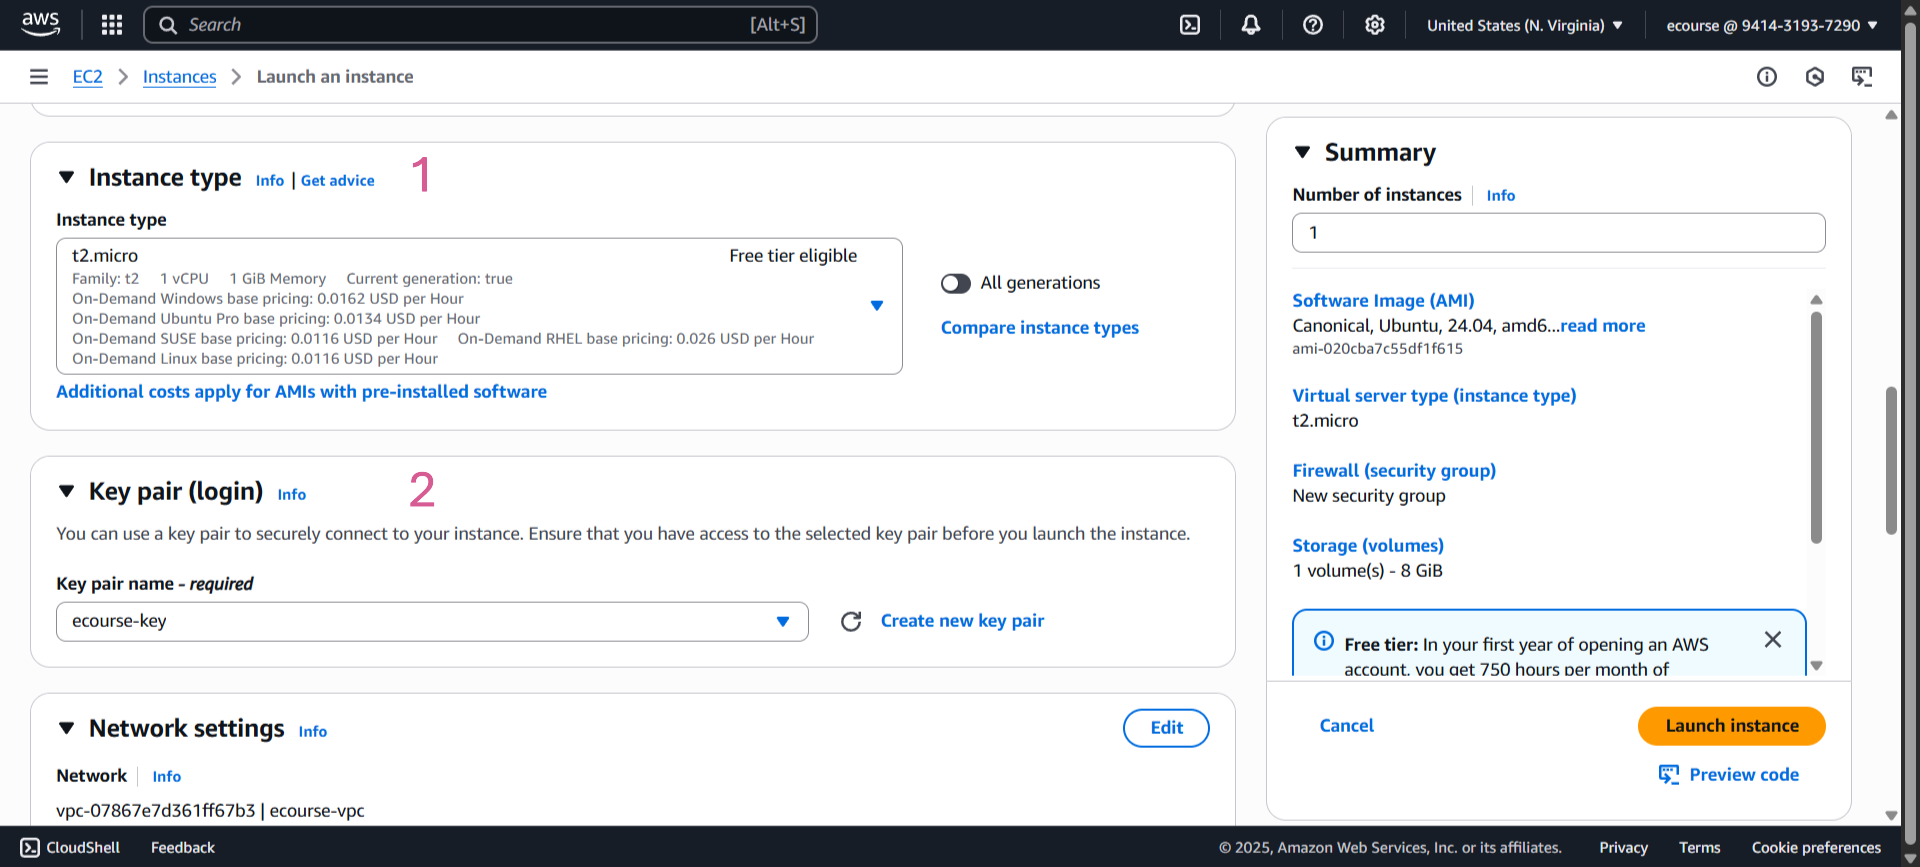 aws
Search [Alt+S]
United States (N. Virginia)
ecourse @ 9414-3193-7290
EC2 > Instances > Launch an instance
Instance type Info | Get advice 1
Instance type
t2.micro Free tier eligible
Family: t2 1 vCPU 1 GiB Memory Current generation: true
On-Demand Windows base pricing: 0.0162 USD per Hour
On-Demand Ubuntu Pro base pricing: 0.0134 USD per Hour
On-Demand SUSE base pricing: 0.0116 USD per Hour On-Demand RHEL base pricing: 0.026 USD per Hour
On-Demand Linux base pricing: 0.0116 USD per Hour
All generations
Compare instance types
Additional costs apply for AMIs with pre-installed software
Key pair (login) Info 2
You can use a key pair to securely connect to your instance. Ensure that you have access to the selected key pair before you launch the instance.
Key pair name - required
ecourse-key
Create new key pair
Network settings Info
Edit
Network Info
vpc-07867e7d361ff67b3 | ecourse-vpc
Summary
Number of instances Info
1
Software Image (AMI)
Canonical, Ubuntu, 24.04, amd6...read more
ami-020cba7c55df1f615
Virtual server type (instance type)
t2.micro
Firewall (security group)
New security group
Storage (volumes)
1 volume(s) - 8 GiB
Free tier: In your first year of opening an AWS
account, you get 750 hours per month of
Cancel
Launch instance
Preview code
CloudShell Feedback
© 2025, Amazon Web Services, Inc. or its affiliates. Privacy Terms Cookie preferences